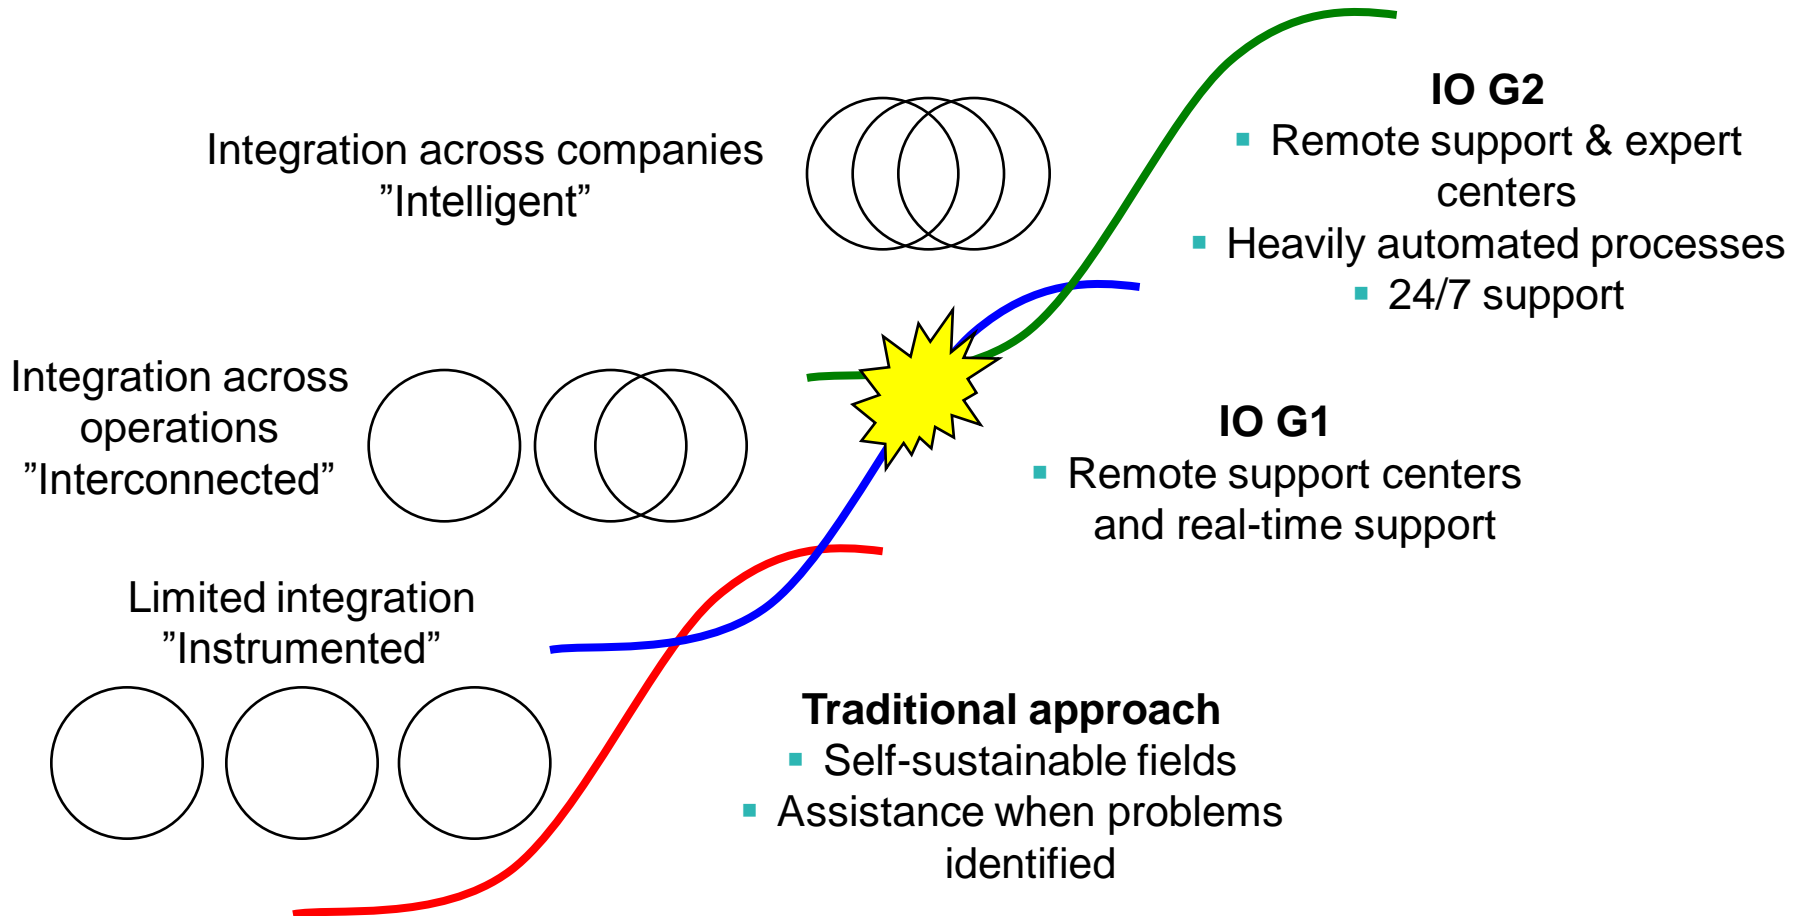 Integration across companies
”Intelligent”
IO G2
▪ Remote support & expert
centers
▪ Heavily automated processes
▪ 24/7 support
Integration across
operations
”Interconnected”
IO G1
▪ Remote support centers
and real-time support
Limited integration
”Instrumented”
Traditional approach
▪ Self-sustainable fields
▪ Assistance when problems
identified